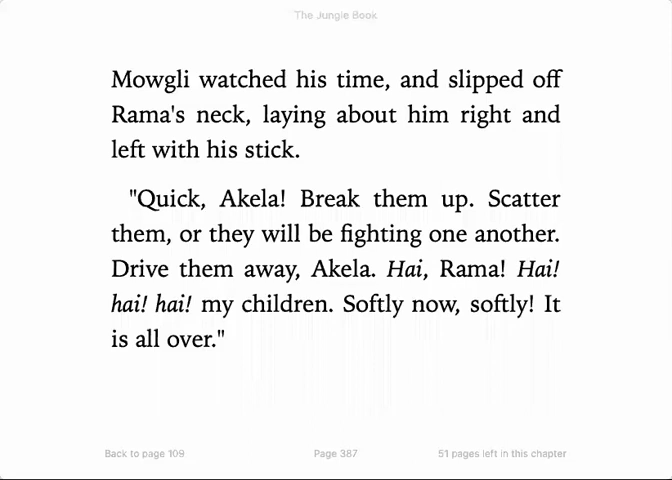 The Jungle Book
Mowgli watched his time, and slipped off
Rama's neck, laying about him right and
left with his stick.
"Quick, Akela! Break them up. Scatter
them, or they will be fighting one another.
Drive them away, Akela. Hai, Rama! Hai!
hai! hai! my children. Softly now, softly! It
is all over."
Back to page 109
Page 387
51 pages left in this chapter